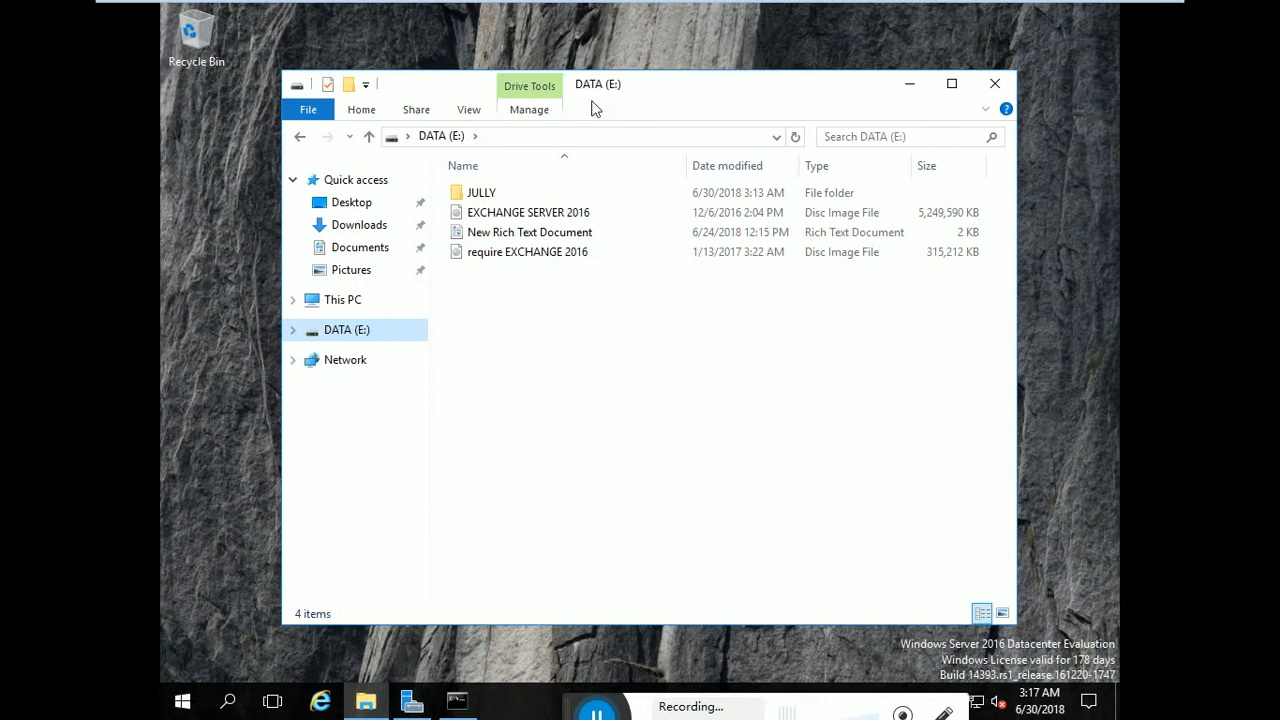 Recycle Bin
Drive Tools
DATA (E:)
File
Home
Share
View
Manage
DATA (E:)
Search DATA (E:)
Name
Date modified
Type
Size
Quick access
Desktop
Downloads
Documents
Pictures
This PC
DATA (E:)
Network
JULLY 6/30/2018 3:13 AM File folder
EXCHANGE SERVER 2016 12/6/2016 2:04 PM Disc Image File 5,249,590 KB
New Rich Text Document 6/24/2018 12:15 PM Rich Text Document 2 KB
require EXCHANGE 2016 1/13/2017 3:22 AM Disc Image File 315,212 KB
4 items
Windows Server 2016 Datacenter Evaluation
Windows License valid for 178 days
Build 14393.rs1_release.161220-1747
Recording...
3:17 AM
6/30/2018